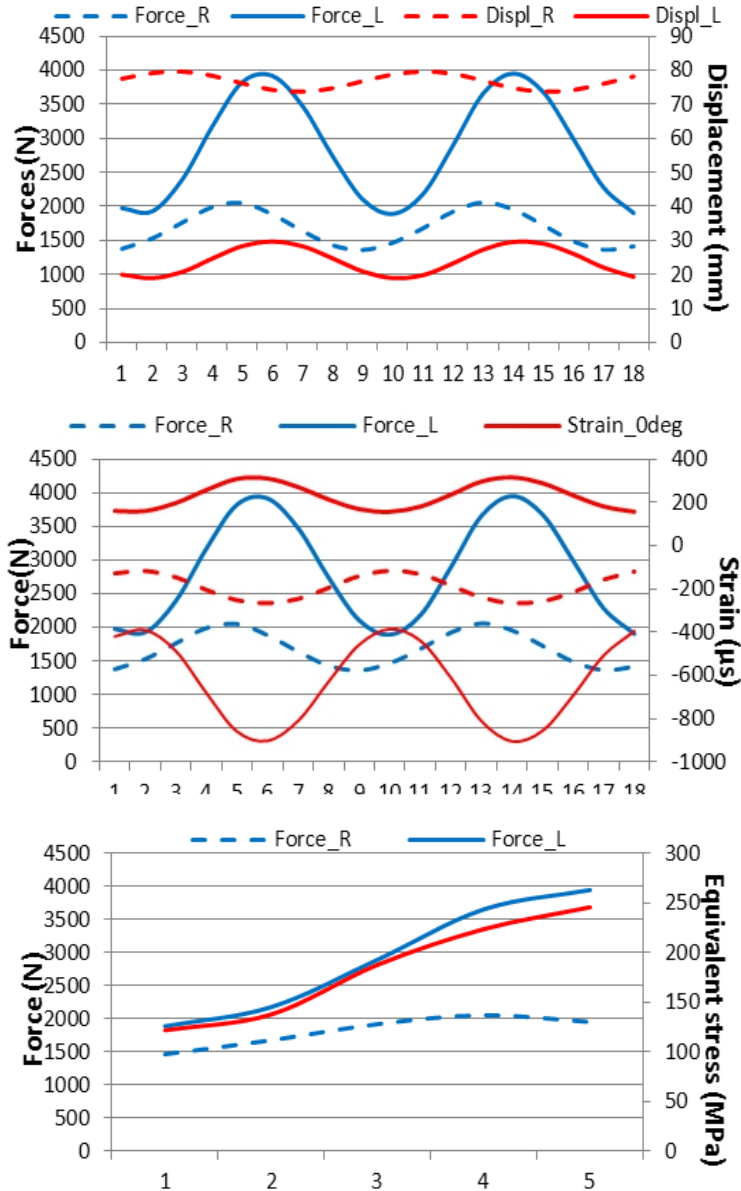 Force_R Force_L Displ_R Displ_L
4500 90
4000 80
3500 70
3000 60
2500 50
2000 40
1500 30
1000 20
500 10
0 0
Forces (N)
Displacement (mm)
1 2 3 4 5 6 7 8 9 10 11 12 13 14 15 16 17 18
Force_R Force_L Strain_0deg
4500 400
4000 200
3500 0
3000 -200
2500 -400
2000 -600
1500 -800
1000 -1000
500
0
Force(N)
Strain (µs)
1 2 3 4 5 6 7 8 9 10 11 12 13 14 15 16 17 18
Force_R Force_L
4500 300
4000 250
3500 200
3000 150
2500 100
2000 50
1500 0
1000
500
0
Force (N)
Equivalent stress (MPa)
1 2 3 4 5